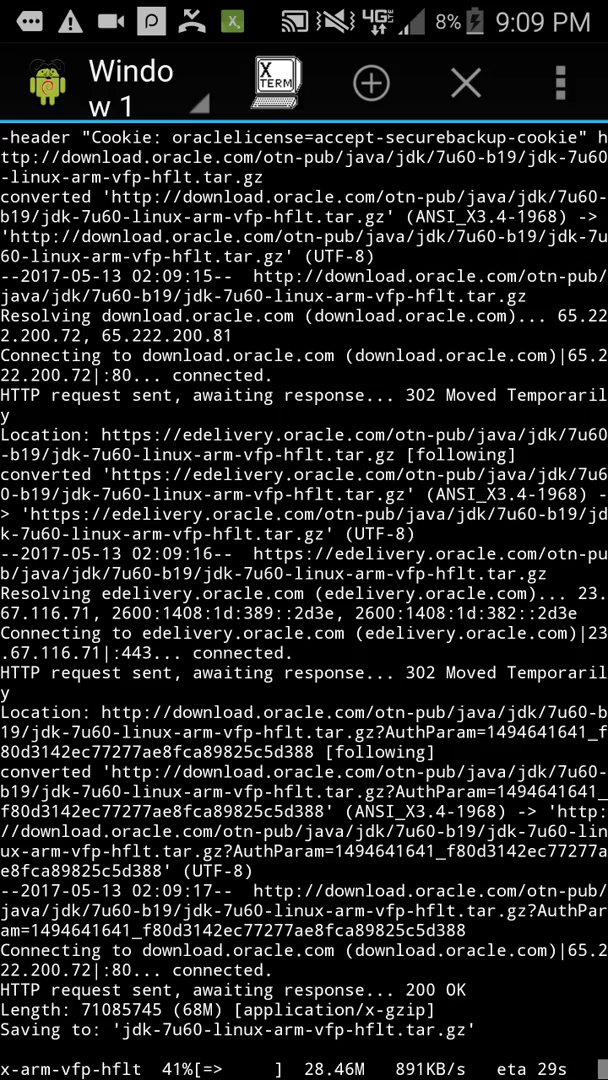 8% 9:09 PM
Windo
w 1
X
TERM
-header "Cookie: oraclelicense=accept-securebackup-cookie" h
ttp://download.oracle.com/otn-pub/java/jdk/7u60-b19/jdk-7u60
-linux-arm-vfp-hflt.tar.gz
converted 'http://download.oracle.com/otn-pub/java/jdk/7u60-
b19/jdk-7u60-linux-arm-vfp-hflt.tar.gz' (ANSI_X3.4-1968) ->
'http://download.oracle.com/otn-pub/java/jdk/7u60-b19/jdk-7u
60-linux-arm-vfp-hflt.tar.gz' (UTF-8)
--2017-05-13 02:09:15-- http://download.oracle.com/otn-pub/
java/jdk/7u60-b19/jdk-7u60-linux-arm-vfp-hflt.tar.gz
Resolving download.oracle.com (download.oracle.com)... 65.22
2.200.72, 65.222.200.81
Connecting to download.oracle.com (download.oracle.com)|65.2
22.200.72|:80... connected.
HTTP request sent, awaiting response... 302 Moved Temporaril
y
Location: https://edelivery.oracle.com/otn-pub/java/jdk/7u60
-b19/jdk-7u60-linux-arm-vfp-hflt.tar.gz [following]
converted 'https://edelivery.oracle.com/otn-pub/java/jdk/7u6
0-b19/jdk-7u60-linux-arm-vfp-hflt.tar.gz' (ANSI_X3.4-1968) -
> 'https://edelivery.oracle.com/otn-pub/java/jdk/7u60-b19/jd
k-7u60-linux-arm-vfp-hflt.tar.gz' (UTF-8)
--2017-05-13 02:09:16-- https://edelivery.oracle.com/otn-pu
b/java/jdk/7u60-b19/jdk-7u60-linux-arm-vfp-hflt.tar.gz
Resolving edelivery.oracle.com (edelivery.oracle.com)... 23.
67.116.71, 2600:1408:1d:389::2d3e, 2600:1408:1d:382::2d3e
Connecting to edelivery.oracle.com (edelivery.oracle.com)|23
.67.116.71|:443... connected.
HTTP request sent, awaiting response... 302 Moved Temporaril
y
Location: http://download.oracle.com/otn-pub/java/jdk/7u60-b
19/jdk-7u60-linux-arm-vfp-hflt.tar.gz?AuthParam=1494641641_f
80d3142ec77277ae8fca89825c5d388 [following]
converted 'http://download.oracle.com/otn-pub/java/jdk/7u60-
b19/jdk-7u60-linux-arm-vfp-hflt.tar.gz?AuthParam=1494641641_
f80d3142ec77277ae8fca89825c5d388' (ANSI_X3.4-1968) -> 'http:
//download.oracle.com/otn-pub/java/jdk/7u60-b19/jdk-7u60-lin
ux-arm-vfp-hflt.tar.gz?AuthParam=1494641641_f80d3142ec77277a
e8fca89825c5d388' (UTF-8)
--2017-05-13 02:09:17-- http://download.oracle.com/otn-pub/
java/jdk/7u60-b19/jdk-7u60-linux-arm-vfp-hflt.tar.gz?AuthPar
am=1494641641_f80d3142ec77277ae8fca89825c5d388
Connecting to download.oracle.com (download.oracle.com)|65.2
22.200.72|:80... connected.
HTTP request sent, awaiting response... 200 OK
Length: 71085745 (68M) [application/x-gzip]
Saving to: 'jdk-7u60-linux-arm-vfp-hflt.tar.gz'
x-arm-vfp-hflt 41%[=> ] 28.46M 891KB/s eta 29s